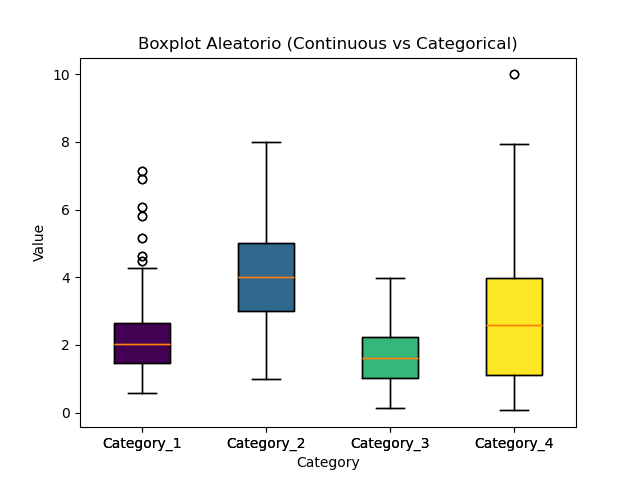 Boxplot Aleatorio (Continuous vs Categorical)
Value
10
8
6
4
2
0
Category_1 Category_2 Category_3 Category_4
Category